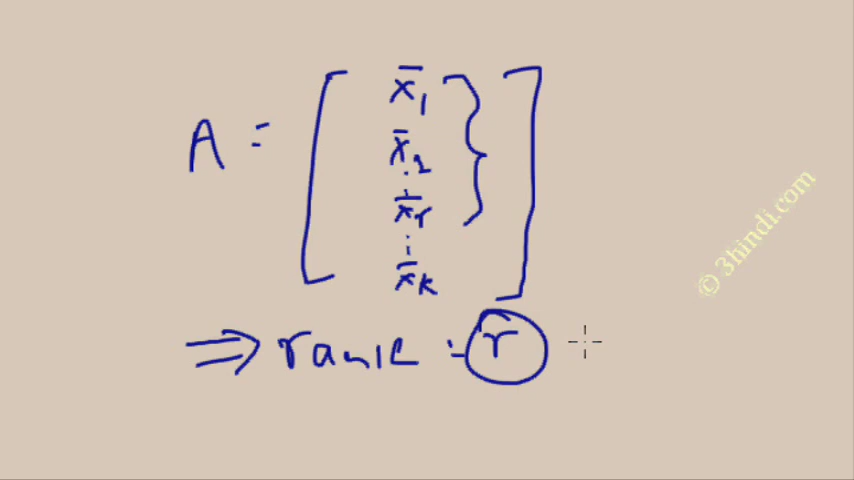 A = [ x̄₁
x̄₂
⋮
x̄ᵣ
⋮
x̄ₖ ]
⇒ rank = r
© 3hindi.com